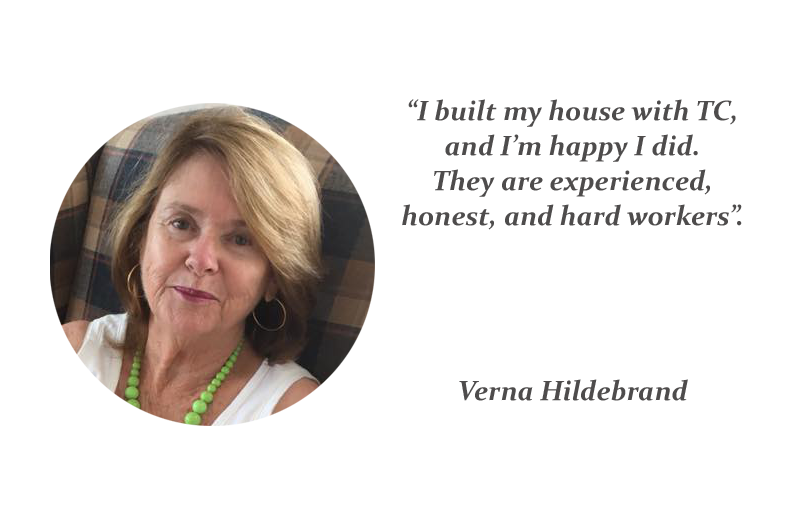 “I built my house with TC,
and I’m happy I did.
They are experienced,
honest, and hard workers”.
Verna Hildebrand